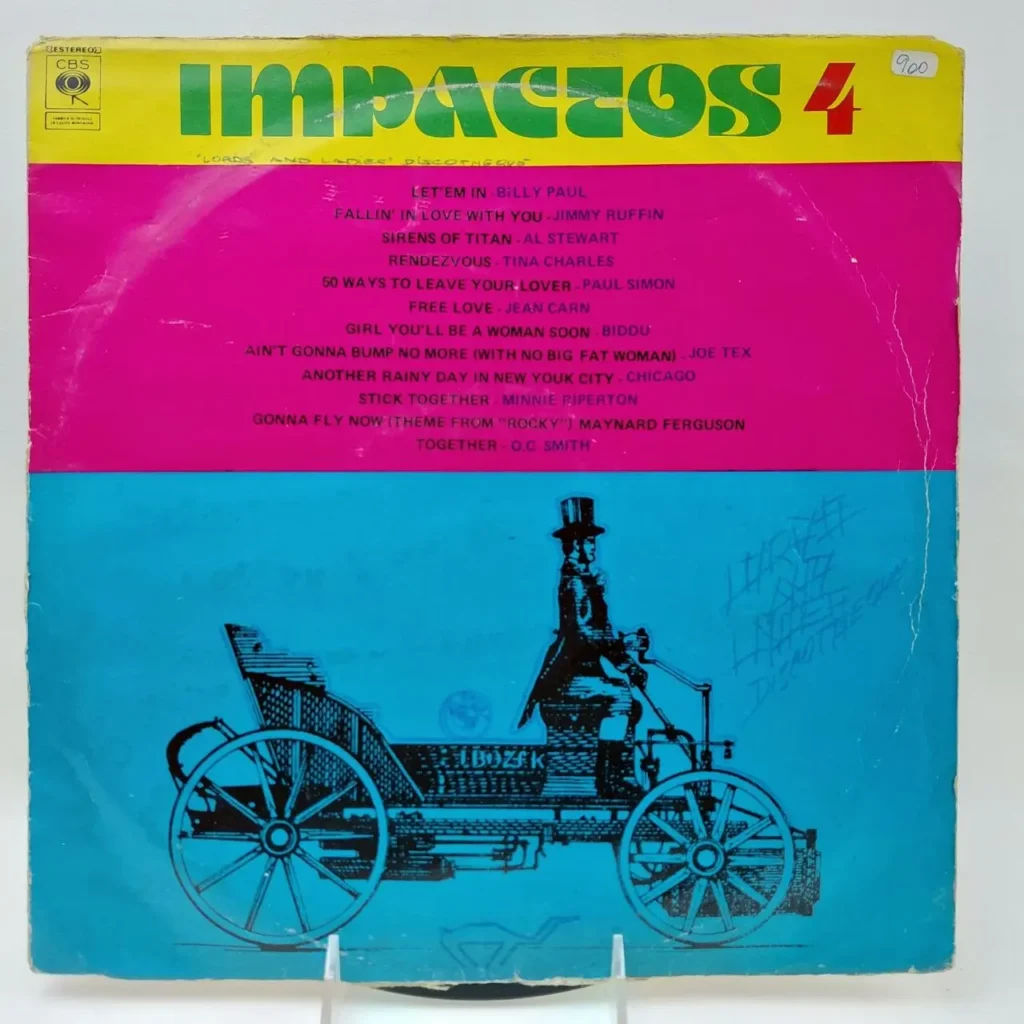 ESTEREO
CBS
IMPACTOS 4
900
"LORDS AND LADIES" DISCOTHEQUE
LET'EM IN - BILLY PAUL
FALLIN' IN LOVE WITH YOU - JIMMY RUFFIN
SIRENS OF TITAN - AL STEWART
RENDEZVOUS - TINA CHARLES
50 WAYS TO LEAVE YOUR LOVER - PAUL SIMON
FREE LOVE - JEAN CARN
GIRL YOU'LL BE A WOMAN SOON - BIDDU
AIN'T GONNA BUMP NO MORE (WITH NO BIG FAT WOMAN) - JOE TEX
ANOTHER RAINY DAY IN NEW YOUK CITY - CHICAGO
STICK TOGETHER - MINNIE RIPERTON
GONNA FLY NOW (THEME FROM "ROCKY") MAYNARD FERGUSON
TOGETHER - O.C. SMITH